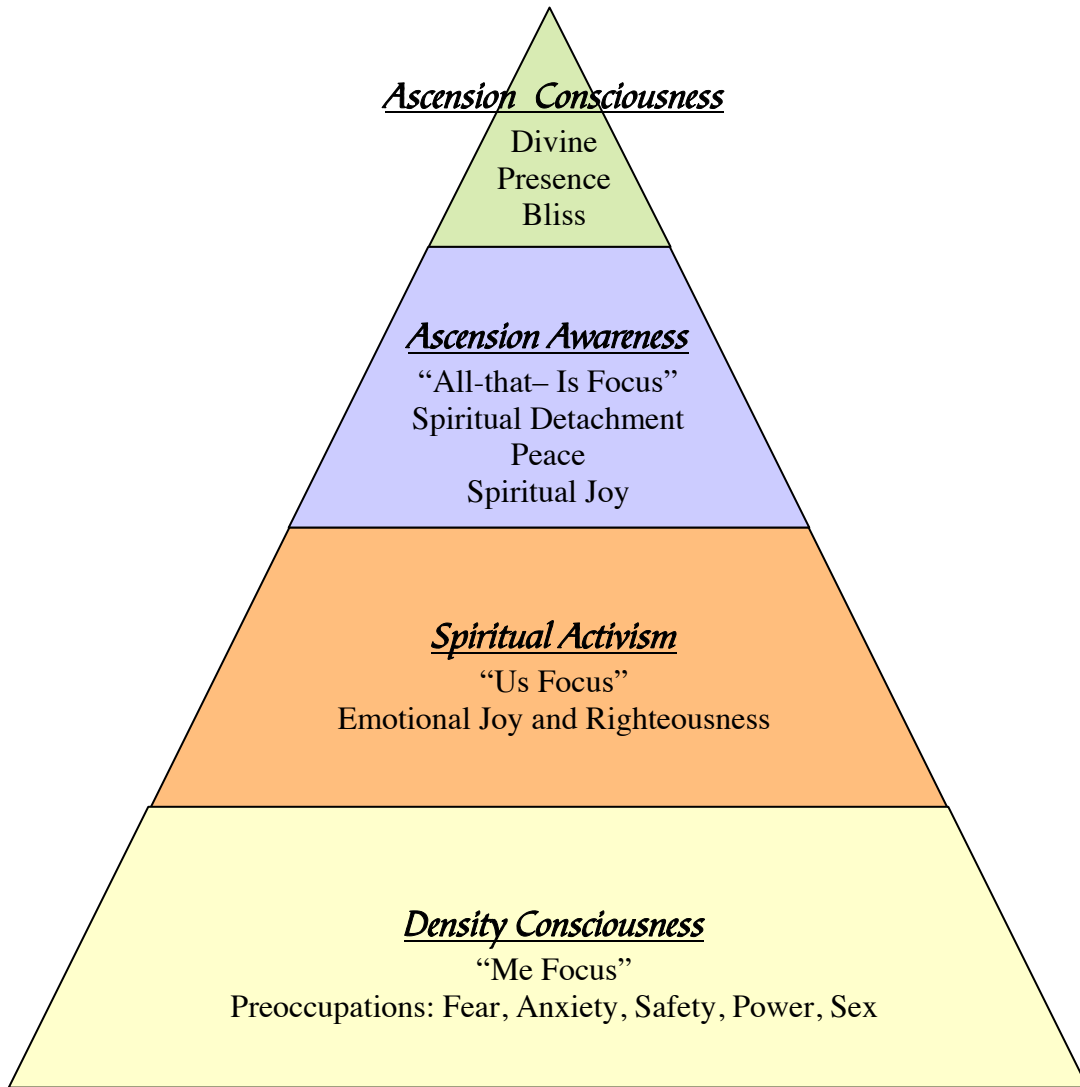 Ascension Consciousness
Divine
Presence
Bliss
Ascension Awareness
“All-that– Is Focus”
Spiritual Detachment
Peace
Spiritual Joy
Spiritual Activism
“Us Focus”
Emotional Joy and Righteousness
Density Consciousness
“Me Focus”
Preoccupations: Fear, Anxiety, Safety, Power, Sex